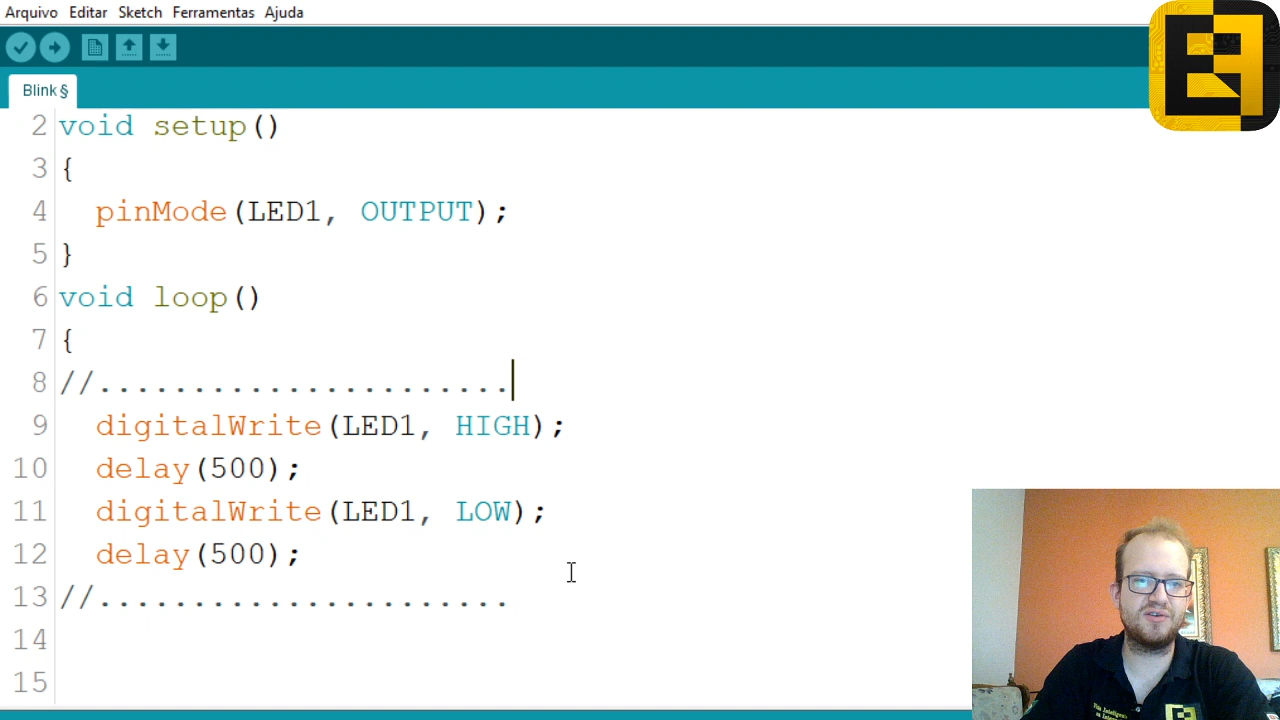 Arquivo Editar Sketch Ferramentas Ajuda
Blink §
2 void setup()
3 {
4 pinMode(LED1, OUTPUT);
5 }
6 void loop()
7 {
8 //......................
9 digitalWrite(LED1, HIGH);
10 delay(500);
11 digitalWrite(LED1, LOW);
12 delay(500);
13 //......................
14
15